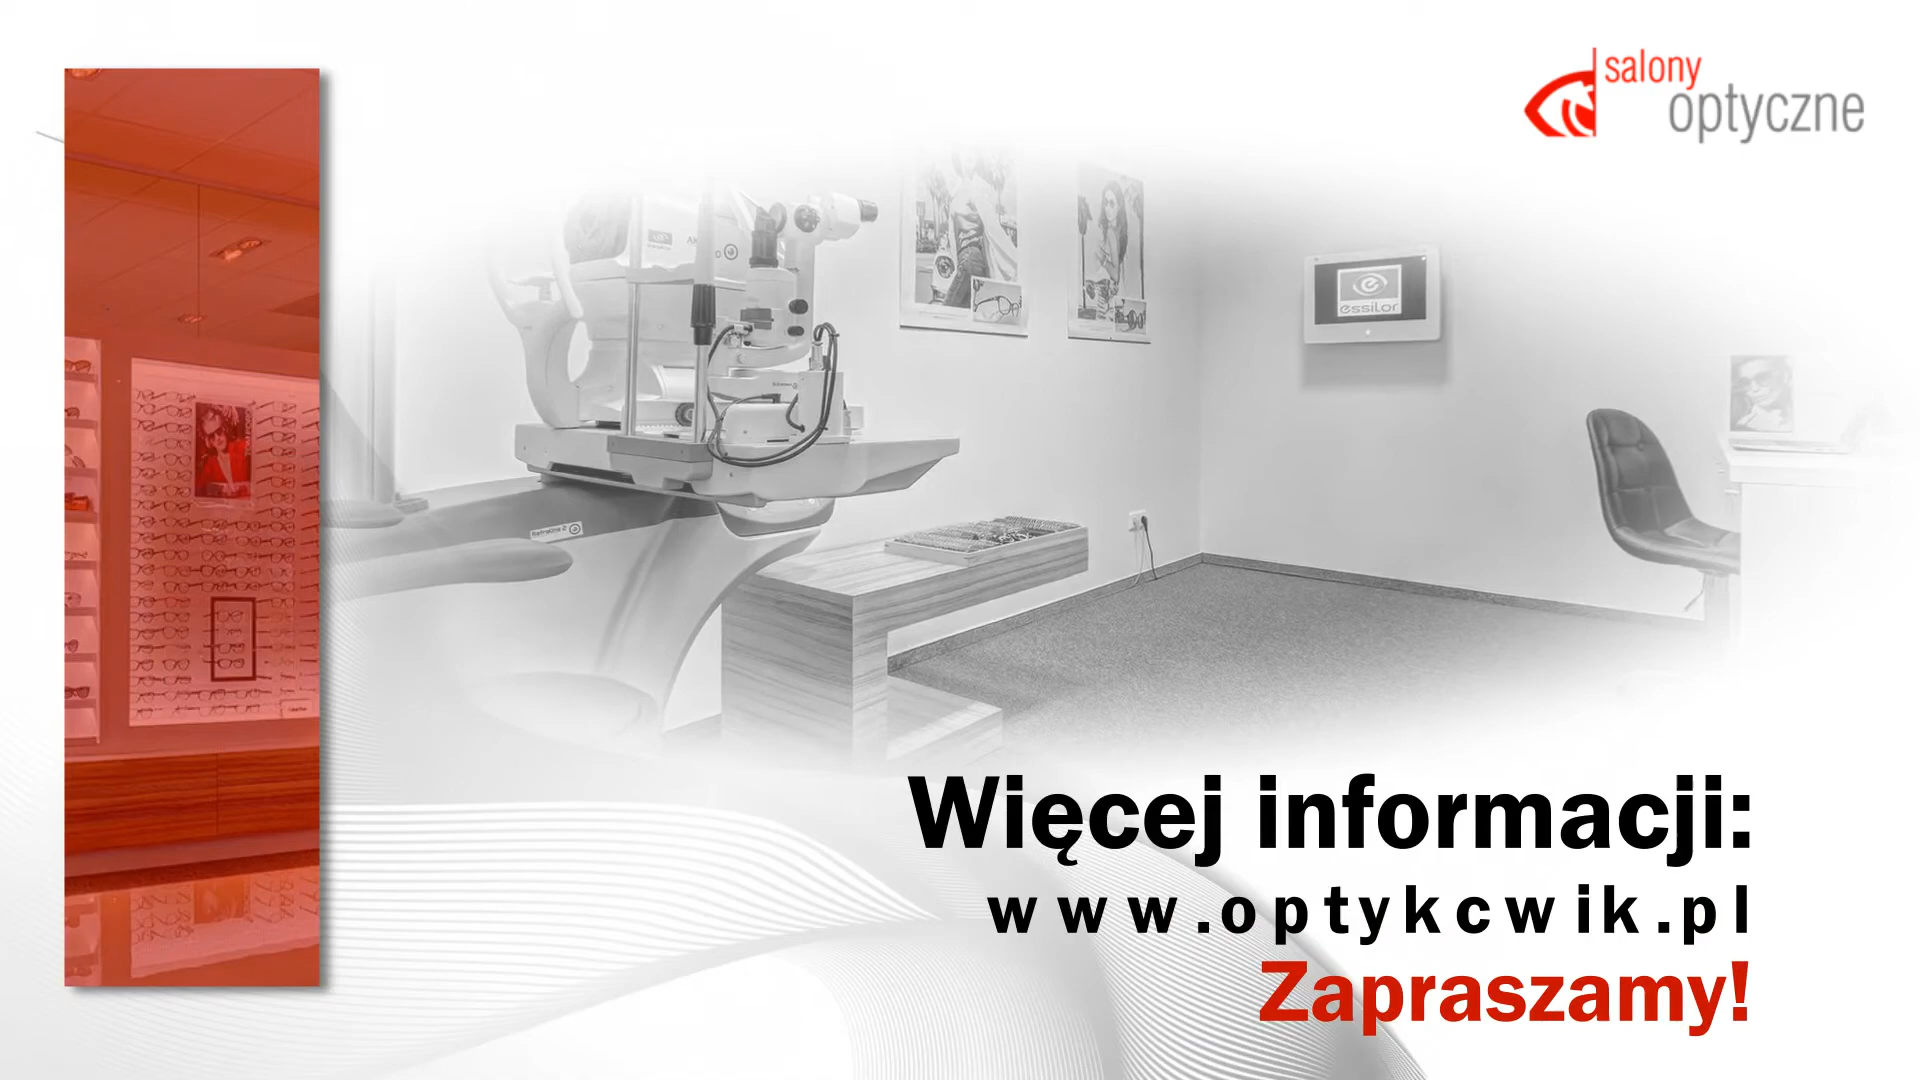 salony
optyczne
essilor
Więcej informacji:
www.optykcwik.pl
Zapraszamy!